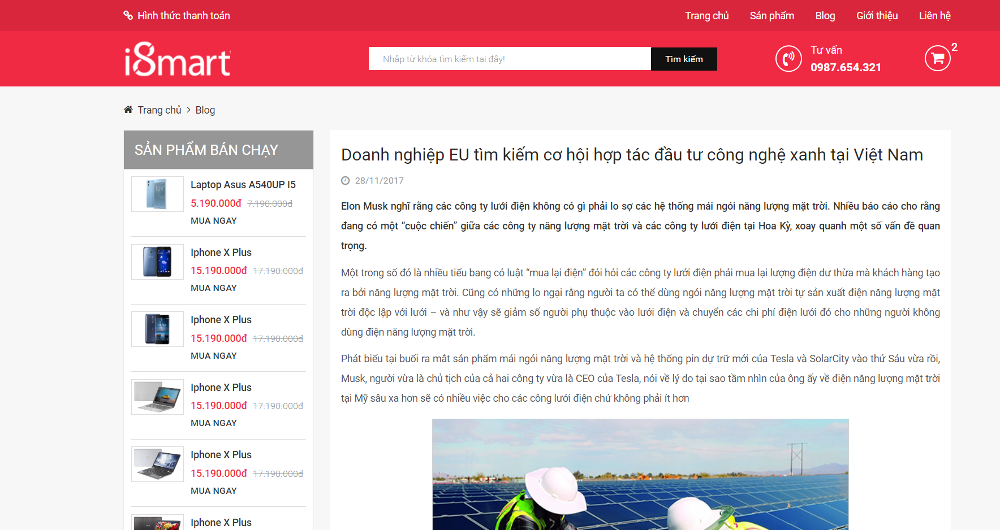 Hình thức thanh toán
Trang chủ Sản phẩm Blog Giới thiệu Liên hệ
i8mart
Nhập từ khóa tìm kiếm tại đây!
Tìm kiếm
Tư vấn
0987.654.321
2
Trang chủ > Blog
SẢN PHẨM BÁN CHẠY
Laptop Asus A540UP I5
5.190.000đ 7.190.000đ
MUA NGAY
Iphone X Plus
15.190.000đ 17.190.000đ
MUA NGAY
Iphone X Plus
15.190.000đ 17.190.000đ
MUA NGAY
Iphone X Plus
15.190.000đ 17.190.000đ
MUA NGAY
Iphone X Plus
15.190.000đ 17.190.000đ
MUA NGAY
Iphone X Plus
Doanh nghiệp EU tìm kiếm cơ hội hợp tác đầu tư công nghệ xanh tại Việt Nam
28/11/2017
Elon Musk nghĩ rằng các công ty lưới điện không có gì phải lo sợ các hệ thống mái ngói năng lượng mặt trời. Nhiều báo cáo cho rằng
đang có một “cuộc chiến” giữa các công ty năng lượng mặt trời và các công ty lưới điện tại Hoa Kỳ, xoay quanh một số vấn đề quan
trọng.
Một trong số đó là nhiều tiểu bang có luật “mua lại điện” đỏi hỏi các công ty lưới điện phải mua lại lượng điện dư thừa mà khách hàng tạo
ra bởi năng lượng mặt trời. Cũng có những lo ngại rằng người ta có thể dùng ngói năng lượng mặt trời tự sản xuất điện năng lượng mặt
trời độc lập với lưới – và như vậy sẽ giảm số người phụ thuộc vào lưới điện và chuyển các chi phí điện lưới đó cho những người không
dùng điện năng lượng mặt trời.
Phát biểu tại buổi ra mắt sản phẩm mái ngói năng lượng mặt trời và hệ thống pin dự trữ mới của Tesla và SolarCity vào thứ Sáu vừa rồi,
Musk, người vừa là chủ tịch của cả hai công ty vừa là CEO của Tesla, nói về lý do tại sao tầm nhìn của ông ấy về điện năng lượng mặt trời
tại Mỹ sâu xa hơn sẽ có nhiều việc cho các công lưới điện chứ không phải ít hơn